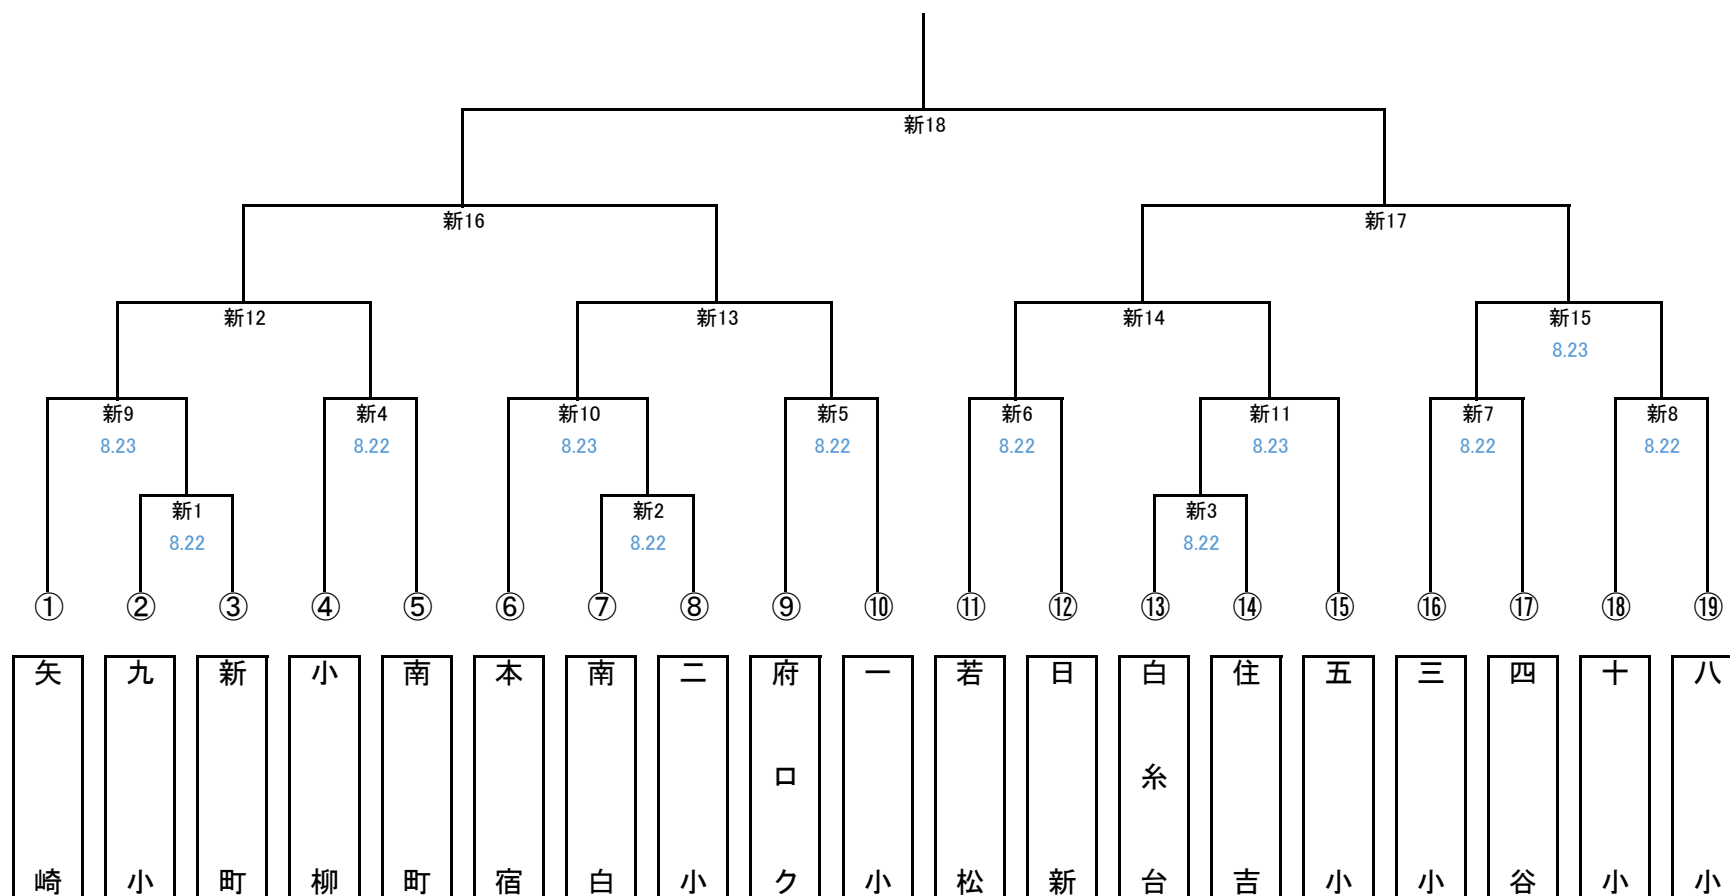 新18
新16 新17
新12 新13 新14 新15
8.23
新9 新4 新10 新5 新6 新11 新7 新8
8.23 8.22 8.23 8.22 8.22 8.23 8.22 8.22
新1 新2 新3
8.22 8.22 8.22
① ② ③ ④ ⑤ ⑥ ⑦ ⑧ ⑨ ⑩ ⑪ ⑫ ⑬ ⑭ ⑮ ⑯ ⑰ ⑱ ⑲
矢崎
九小
新町
小柳
南町
本宿
南白
二小
府ロク
一小
若松
日新
白糸台
住吉
五小
三小
四谷
十小
八小